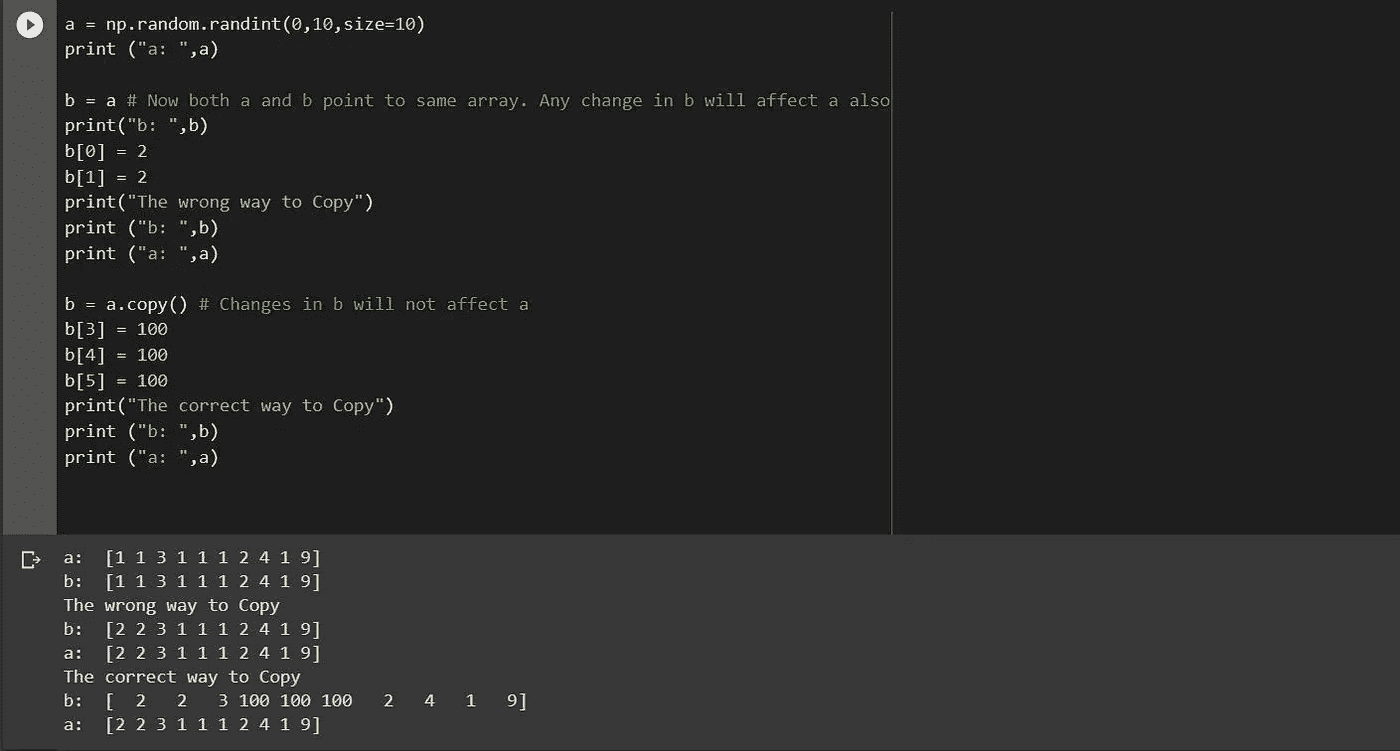 a = np.random.randint(0,10,size=10)
print ("a: ",a)
b = a # Now both a and b point to same array. Any change in b will affect a also
print("b: ",b)
b[0] = 2
b[1] = 2
print("The wrong way to Copy")
print ("b: ",b)
print ("a: ",a)
b = a.copy() # Changes in b will not affect a
b[3] = 100
b[4] = 100
b[5] = 100
print("The correct way to Copy")
print ("b: ",b)
print ("a: ",a)
a:  [1 1 3 1 1 1 2 4 1 9]
b:  [1 1 3 1 1 1 2 4 1 9]
The wrong way to Copy
b:  [2 2 3 1 1 1 2 4 1 9]
a:  [2 2 3 1 1 1 2 4 1 9]
The correct way to Copy
b:  [  2   2   3 100 100 100   2   4   1   9]
a:  [2 2 3 1 1 1 2 4 1 9]